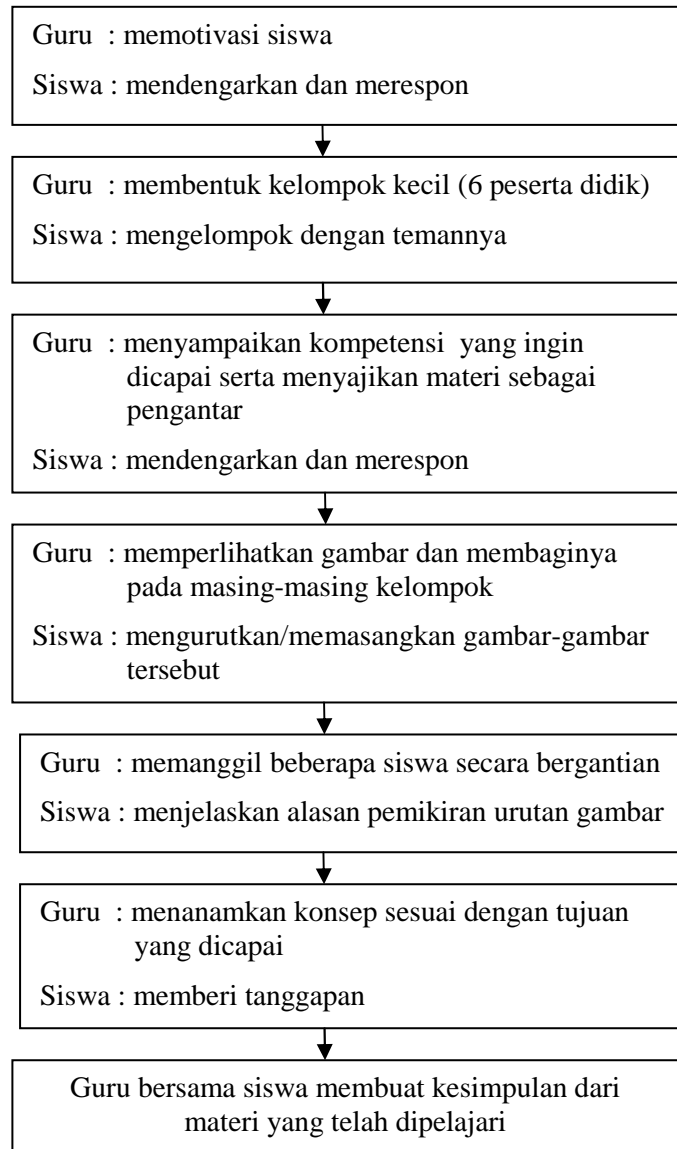 Guru : memotivasi siswa
Siswa : mendengarkan dan merespon
Guru : membentuk kelompok kecil (6 peserta didik)
Siswa : mengelompok dengan temannya
Guru : menyampaikan kompetensi yang ingin
dicapai serta menyajikan materi sebagai
pengantar
Siswa : mendengarkan dan merespon
Guru : memperlihatkan gambar dan membaginya
pada masing-masing kelompok
Siswa : mengurutkan/memasangkan gambar-gambar
tersebut
Guru : memanggil beberapa siswa secara bergantian
Siswa : menjelaskan alasan pemikiran urutan gambar
Guru : menanamkan konsep sesuai dengan tujuan
yang dicapai
Siswa : memberi tanggapan
Guru bersama siswa membuat kesimpulan dari
materi yang telah dipelajari